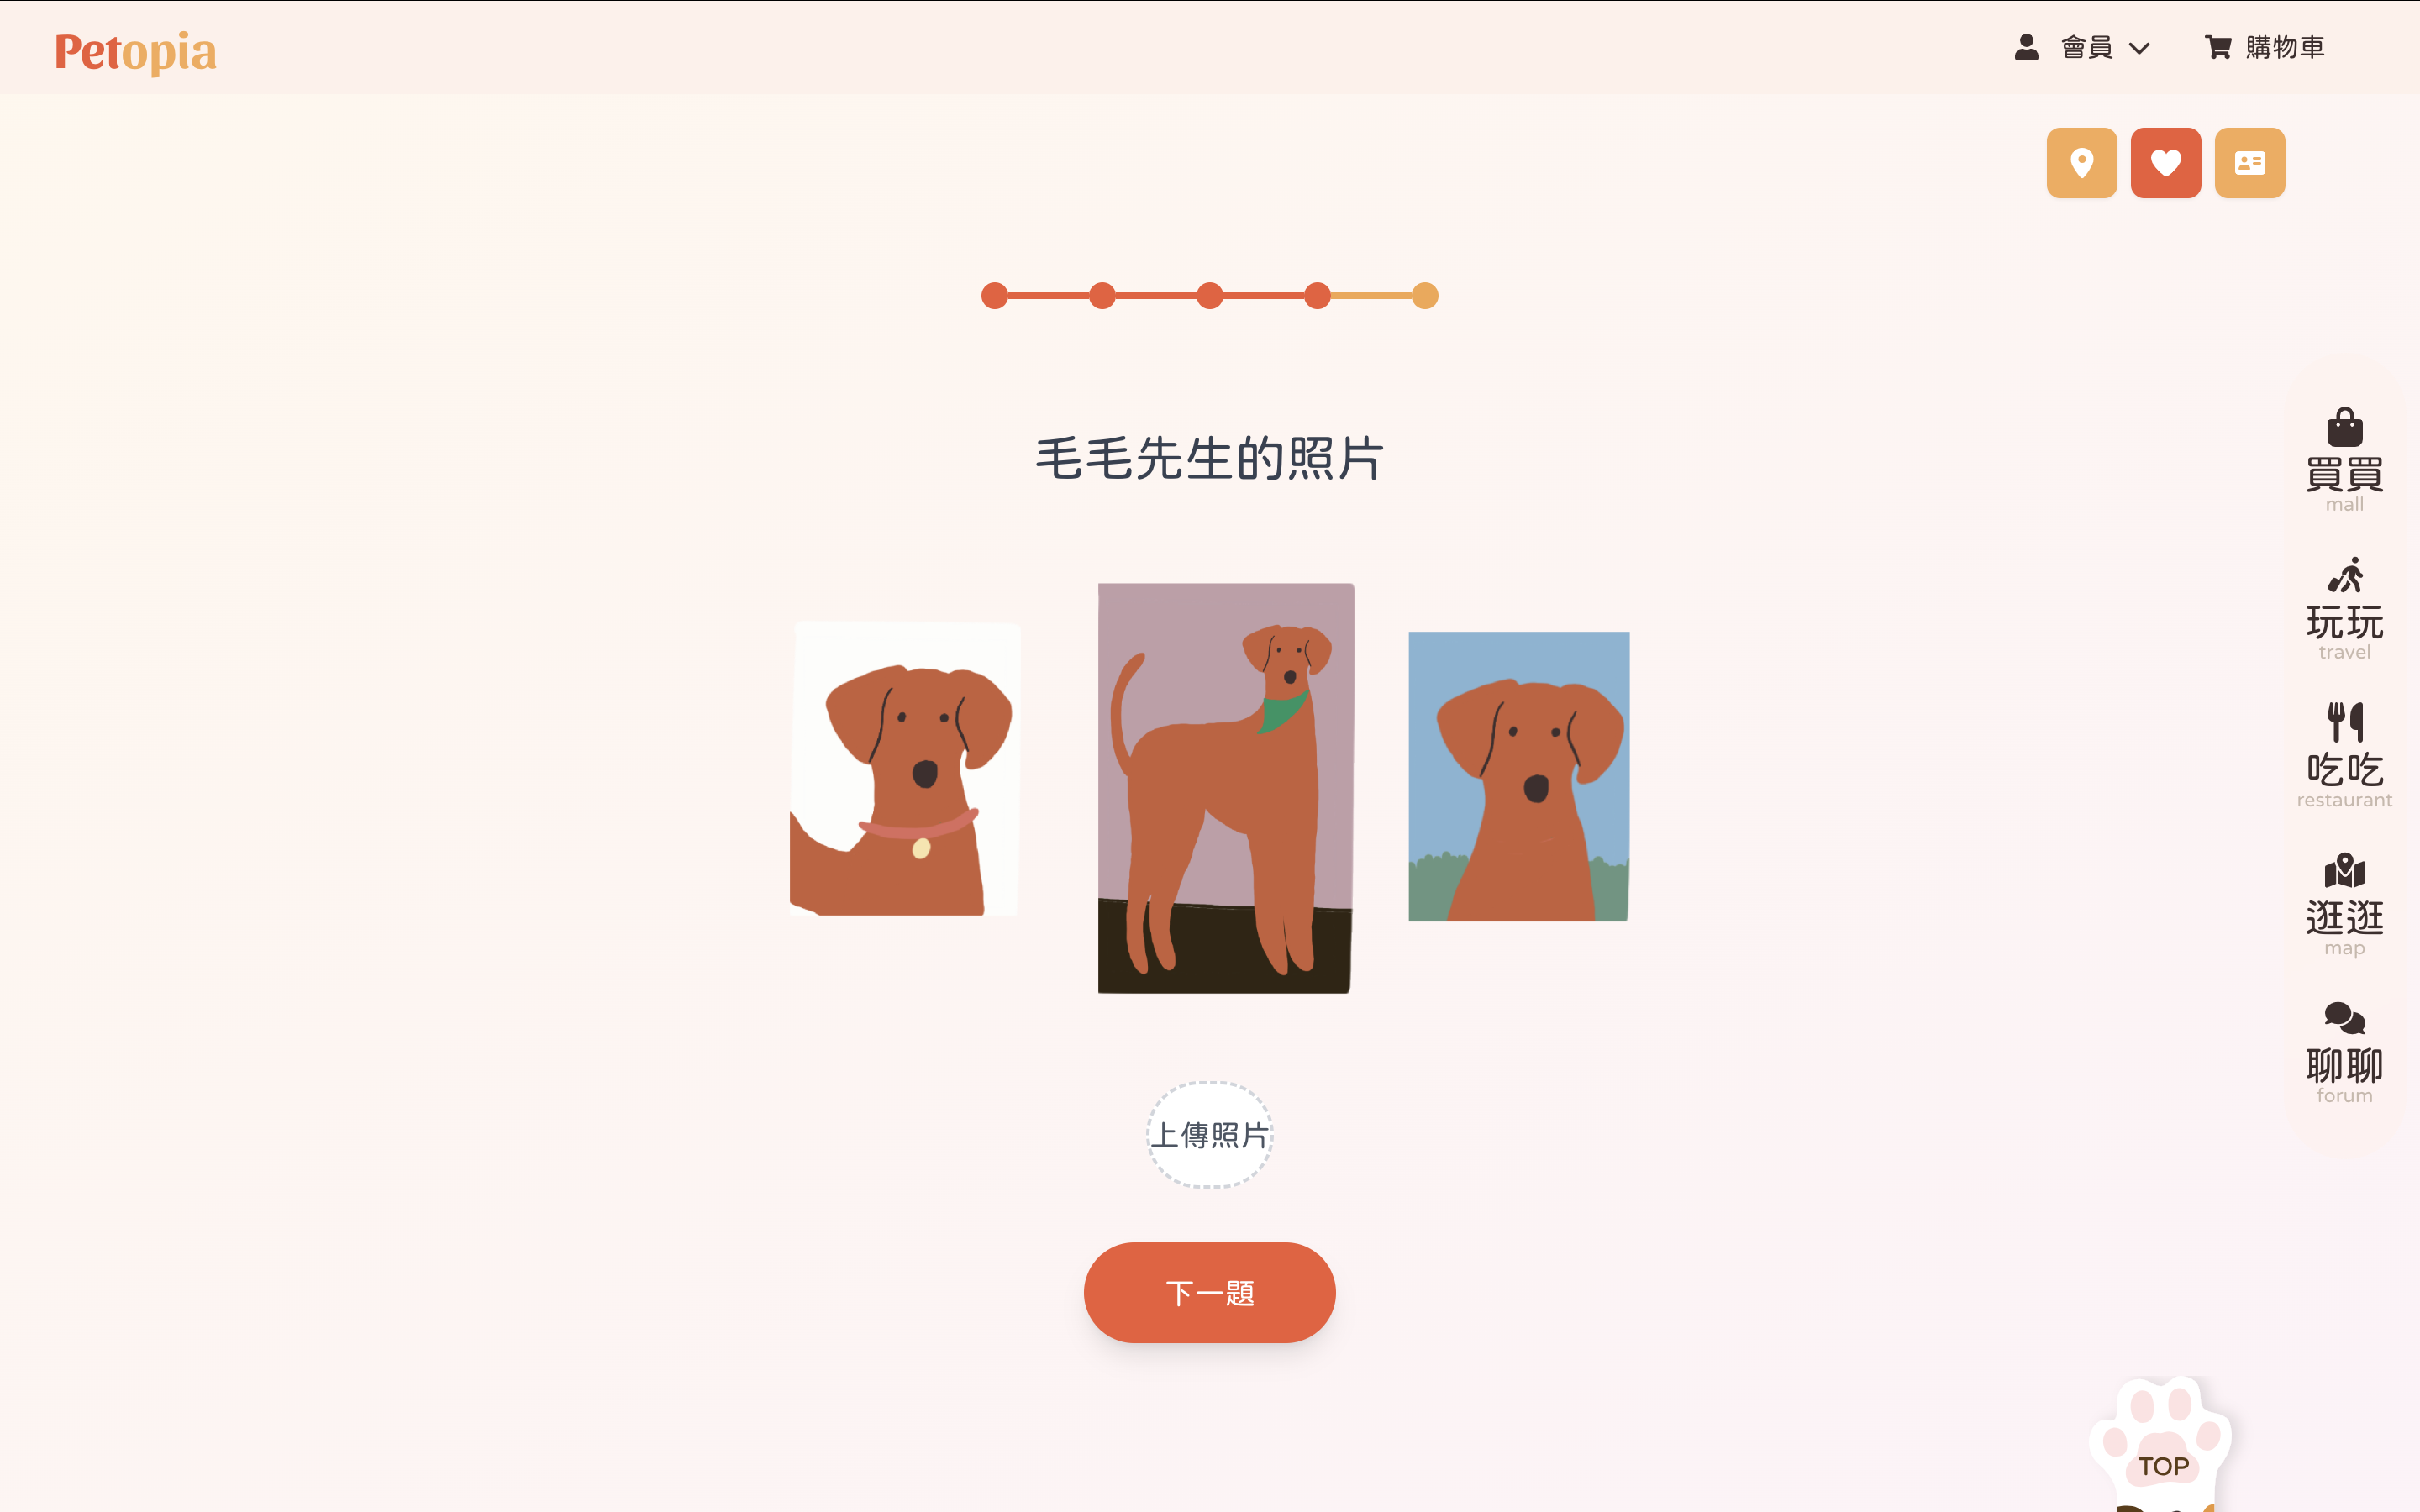 Petopia
會員
購物車
毛毛先生的照片
買買
mall
玩玩
travel
吃吃
restaurant
逛逛
map
聊聊
forum
上傳照片
下一題
TOP